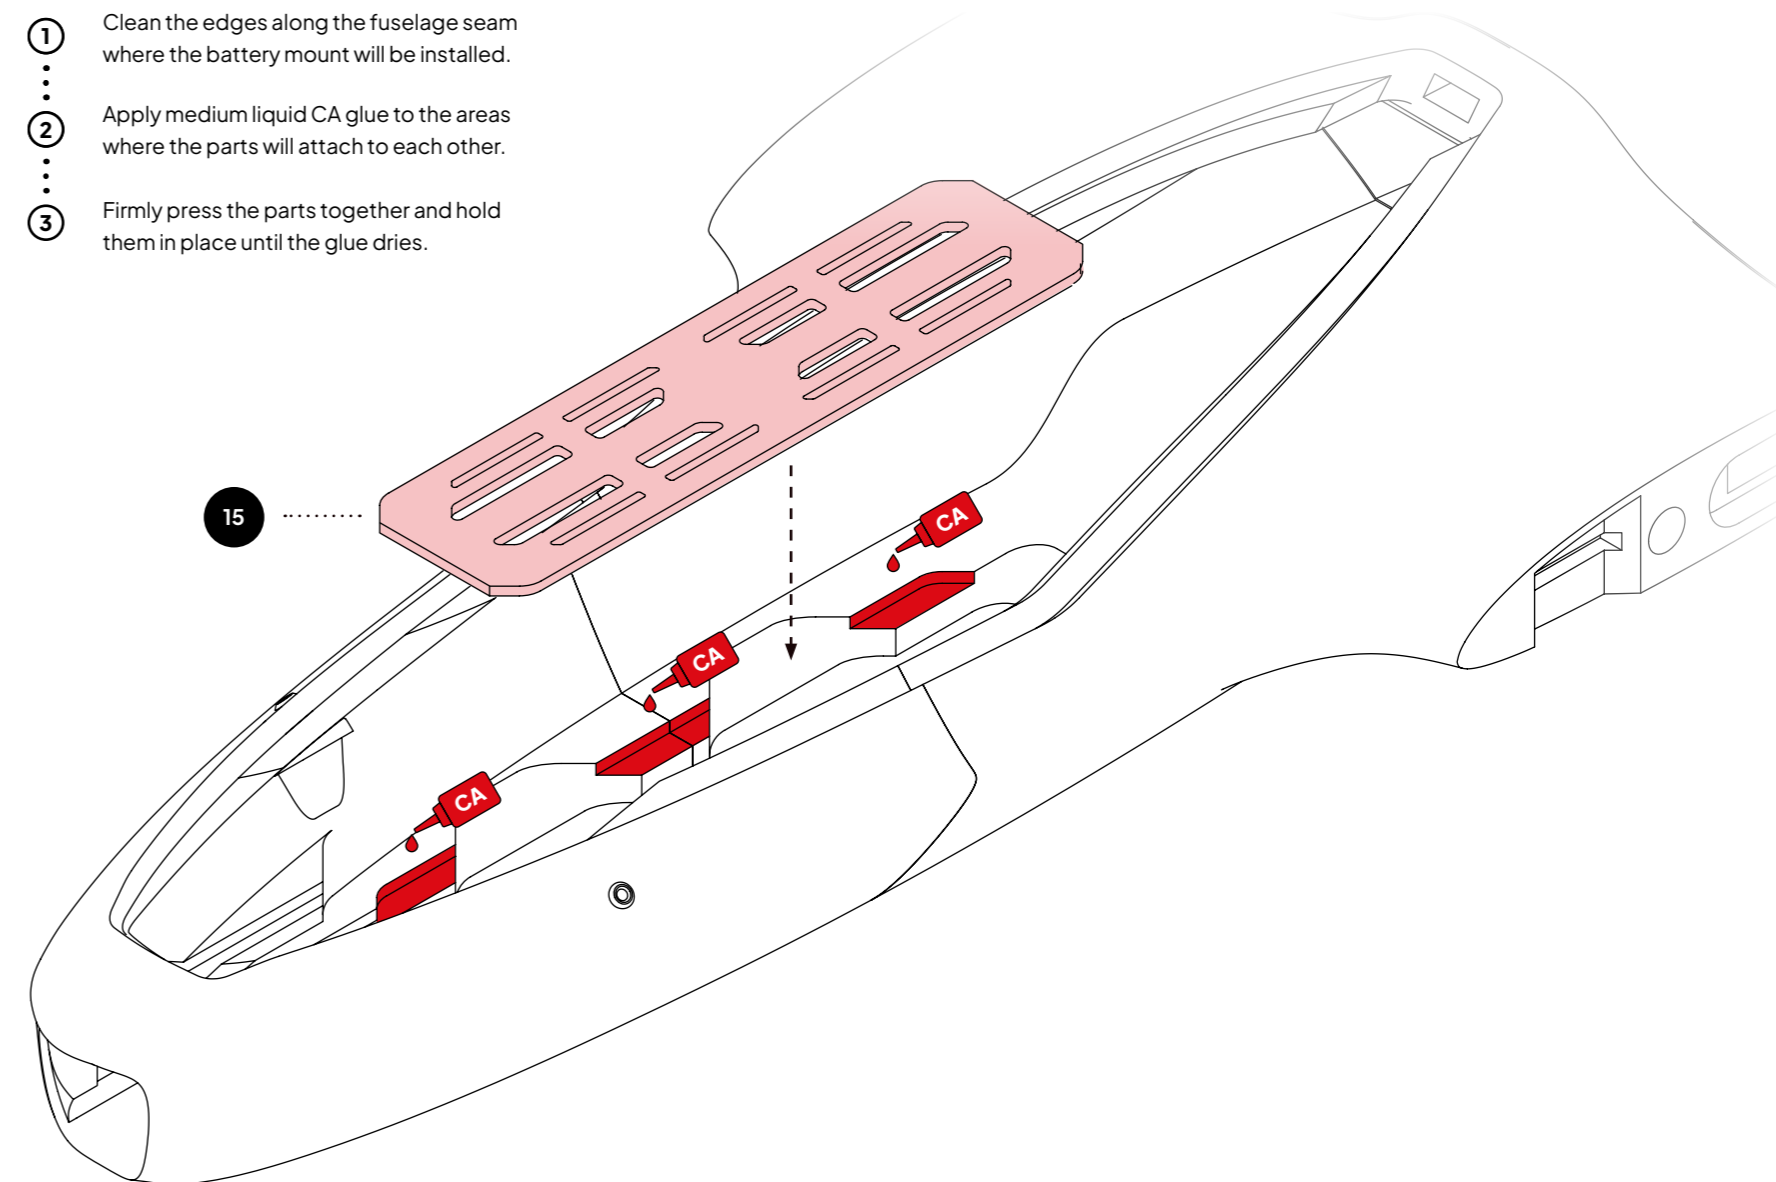 1
Clean the edges along the fuselage seam
where the battery mount will be installed.
2
Apply medium liquid CA glue to the areas
where the parts will attach to each other.
3
Firmly press the parts together and hold
them in place until the glue dries.
15
CA
CA
CA